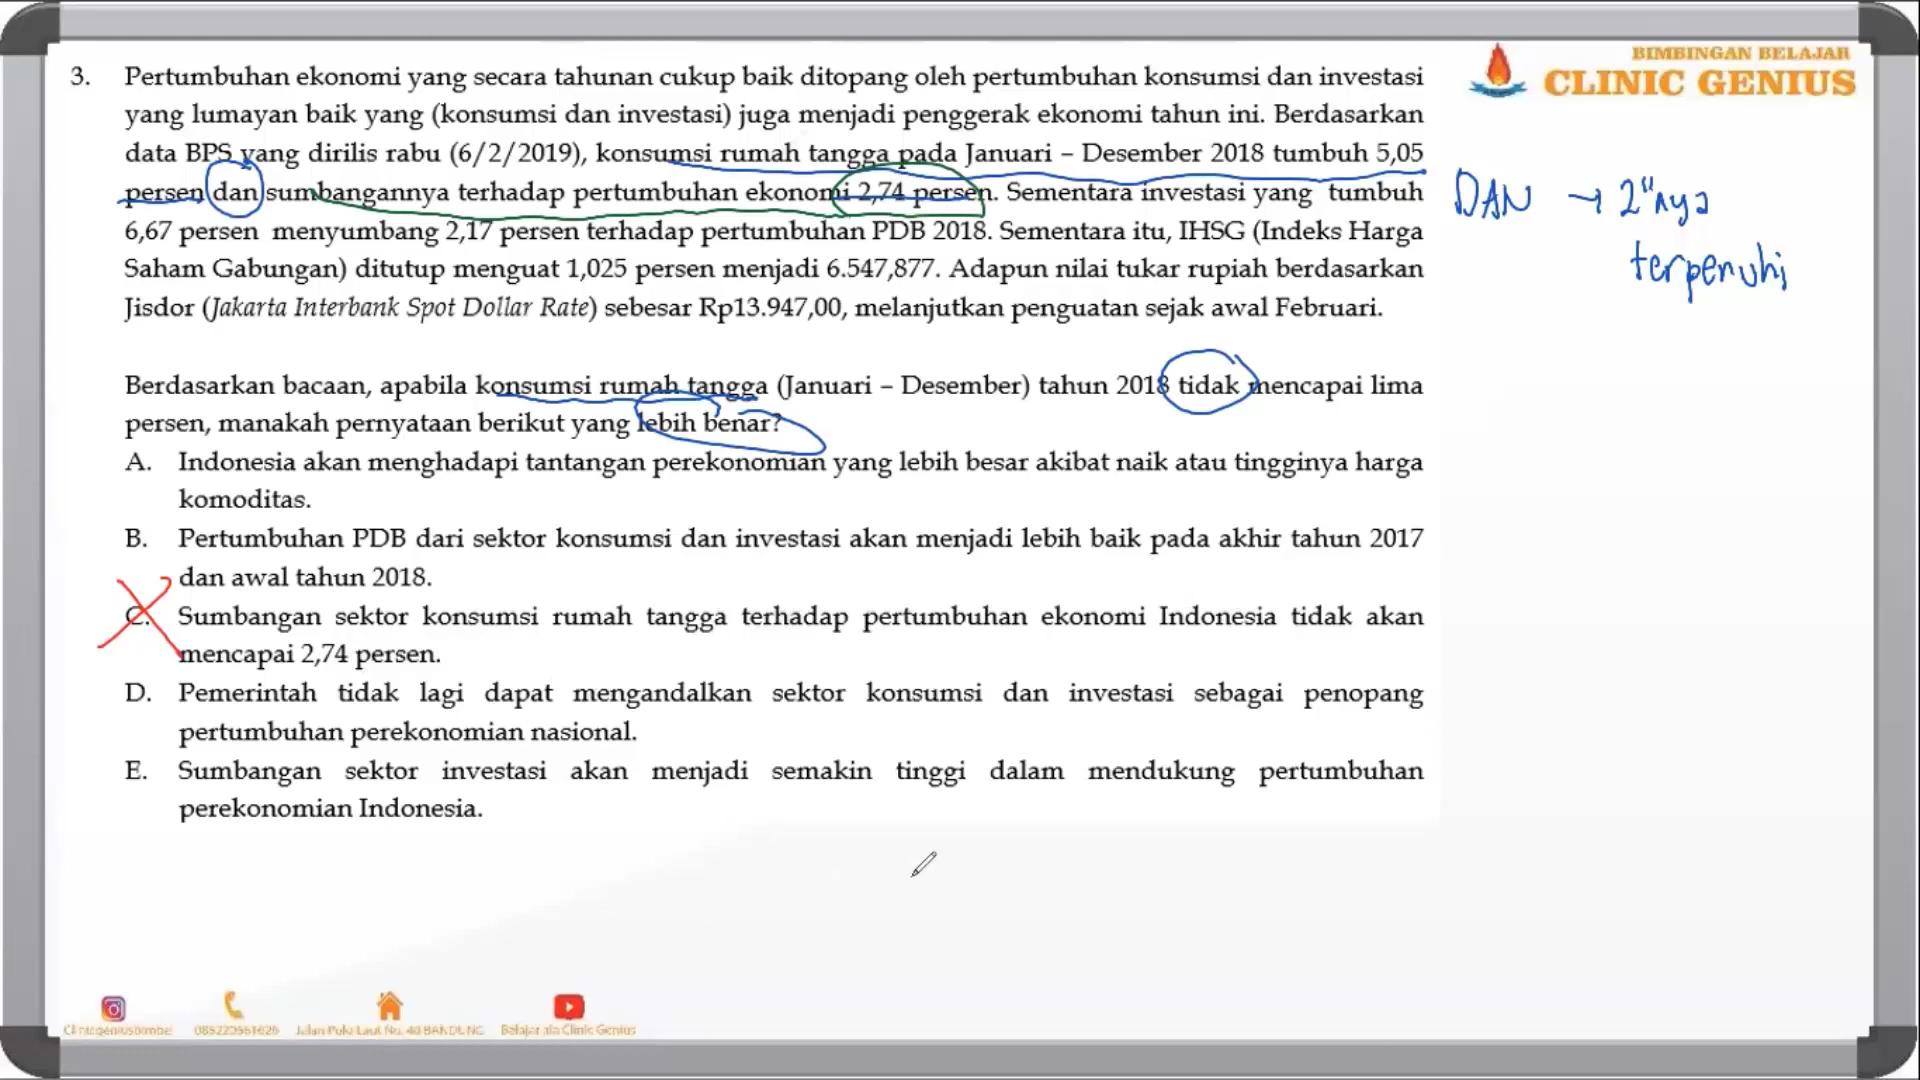 BIMBINGAN BELAJAR
CLINIC GENIUS
3. Pertumbuhan ekonomi yang secara tahunan cukup baik ditopang oleh pertumbuhan konsumsi dan investasi
yang lumayan baik yang (konsumsi dan investasi) juga menjadi penggerak ekonomi tahun ini. Berdasarkan
data BPS yang dirilis rabu (6/2/2019), konsumsi rumah tangga pada Januari – Desember 2018 tumbuh 5,05
persen dan sumbangannya terhadap pertumbuhan ekonomi 2,74 persen. Sementara investasi yang tumbuh
6,67 persen menyumbang 2,17 persen terhadap pertumbuhan PDB 2018. Sementara itu, IHSG (Indeks Harga
Saham Gabungan) ditutup menguat 1,025 persen menjadi 6.547,877. Adapun nilai tukar rupiah berdasarkan
Jisdor (Jakarta Interbank Spot Dollar Rate) sebesar Rp13.947,00, melanjutkan penguatan sejak awal Februari.
DAN → 2"nya
terpenuhi
Berdasarkan bacaan, apabila konsumsi rumah tangga (Januari – Desember) tahun 2018 tidak mencapai lima
persen, manakah pernyataan berikut yang lebih benar?
A. Indonesia akan menghadapi tantangan perekonomian yang lebih besar akibat naik atau tingginya harga
komoditas.
B. Pertumbuhan PDB dari sektor konsumsi dan investasi akan menjadi lebih baik pada akhir tahun 2017
dan awal tahun 2018.
C. Sumbangan sektor konsumsi rumah tangga terhadap pertumbuhan ekonomi Indonesia tidak akan
mencapai 2,74 persen.
D. Pemerintah tidak lagi dapat mengandalkan sektor konsumsi dan investasi sebagai penopang
pertumbuhan perekonomian nasional.
E. Sumbangan sektor investasi akan menjadi semakin tinggi dalam mendukung pertumbuhan
perekonomian Indonesia.
Jalan Pulo Laut No. 40 BANDUNG
Belajar ala Clinic Genius